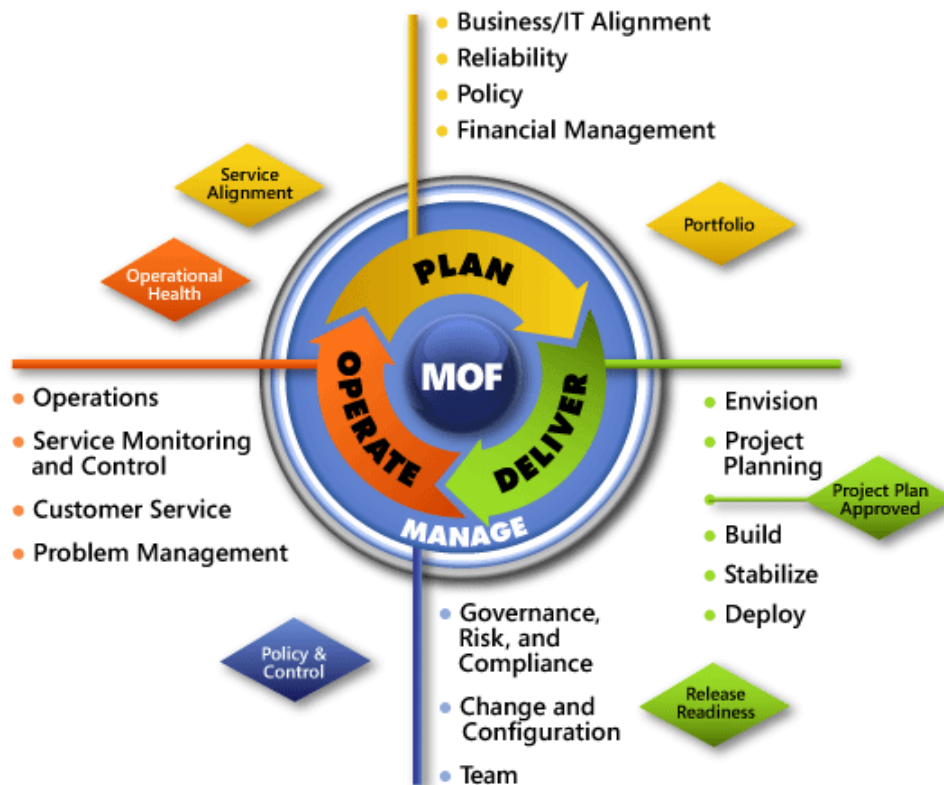 Business/IT Alignment
Reliability
Policy
Financial Management
Service
Alignment
Portfolio
Operational
Health
PLAN
MOF
OPERATE
DELIVER
MANAGE
Operations
Service Monitoring
and Control
Customer Service
Problem Management
Envision
Project
Planning
Project Plan
Approved
Build
Stabilize
Deploy
Policy &
Control
Governance,
Risk, and
Compliance
Change and
Configuration
Team
Release
Readiness